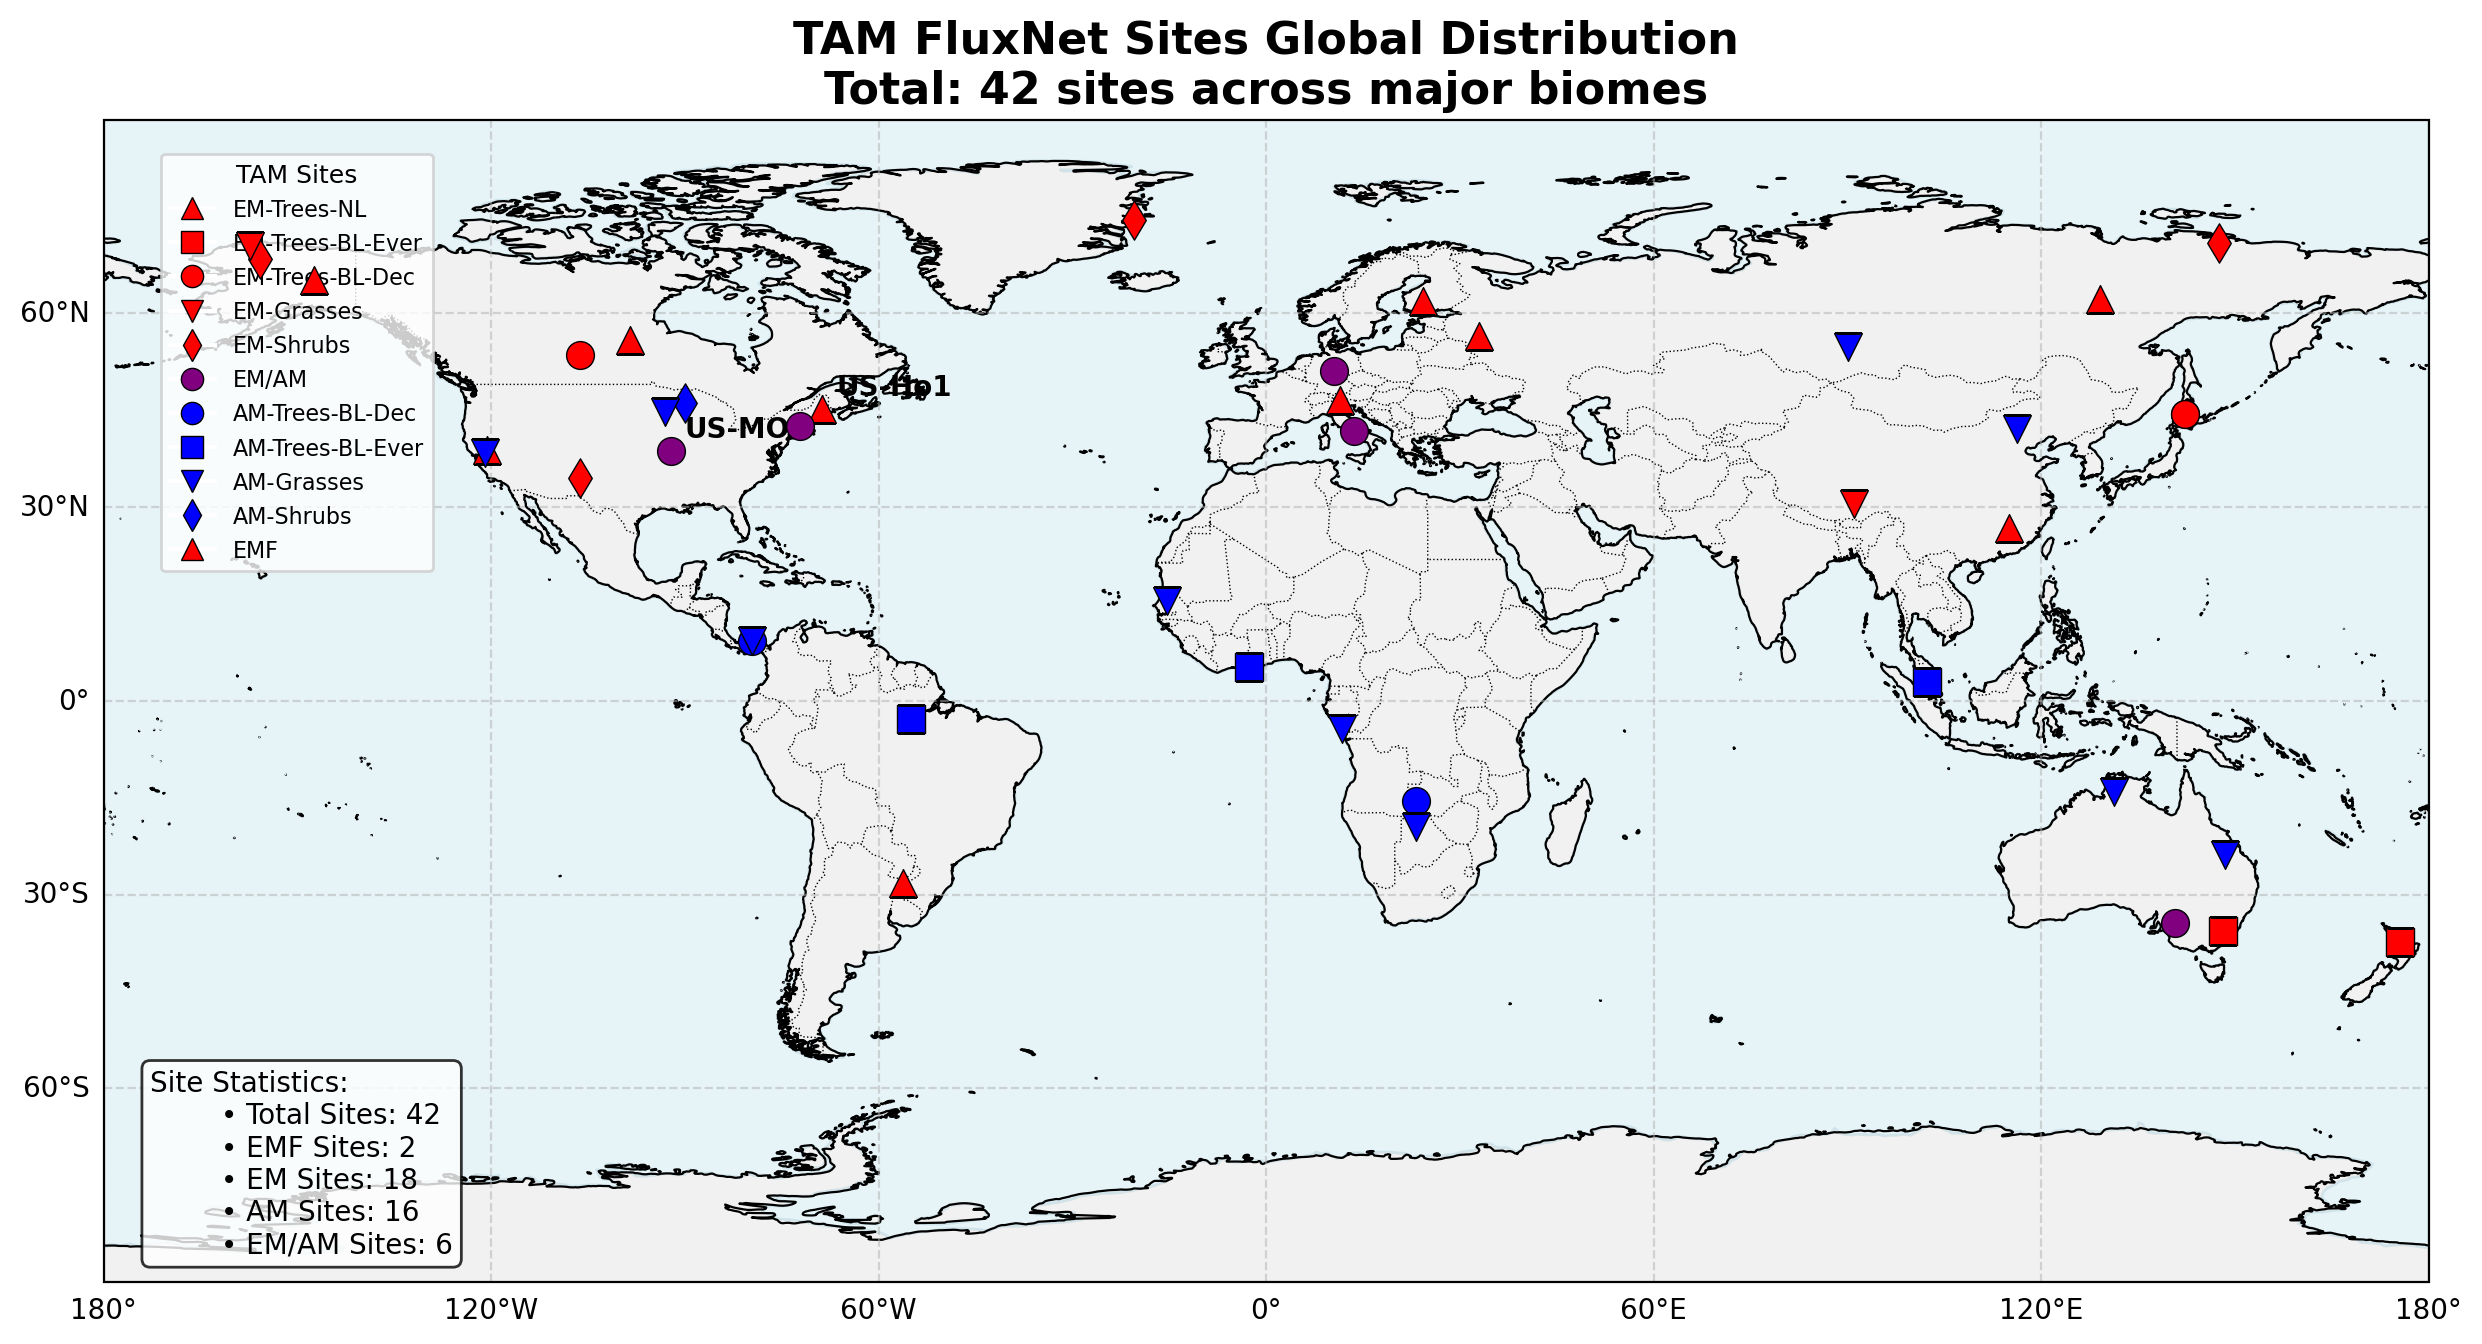 TAM FluxNet Sites Global Distribution
Total: 42 sites across major biomes
TAM Sites
EM-Trees-NL
EM-Trees-BL-Ever
EM-Trees-BL-Dec
EM-Grasses
EM-Shrubs
EM/AM
AM-Trees-BL-Dec
AM-Trees-BL-Ever
AM-Grasses
AM-Shrubs
EMF
60°N
30°N
0°
30°S
60°S
US-Ho1
US-MO
Site Statistics:
• Total Sites: 42
• EMF Sites: 2
• EM Sites: 18
• AM Sites: 16
• EM/AM Sites: 6
180° 120°W 60°W 0° 60°E 120°E 180°